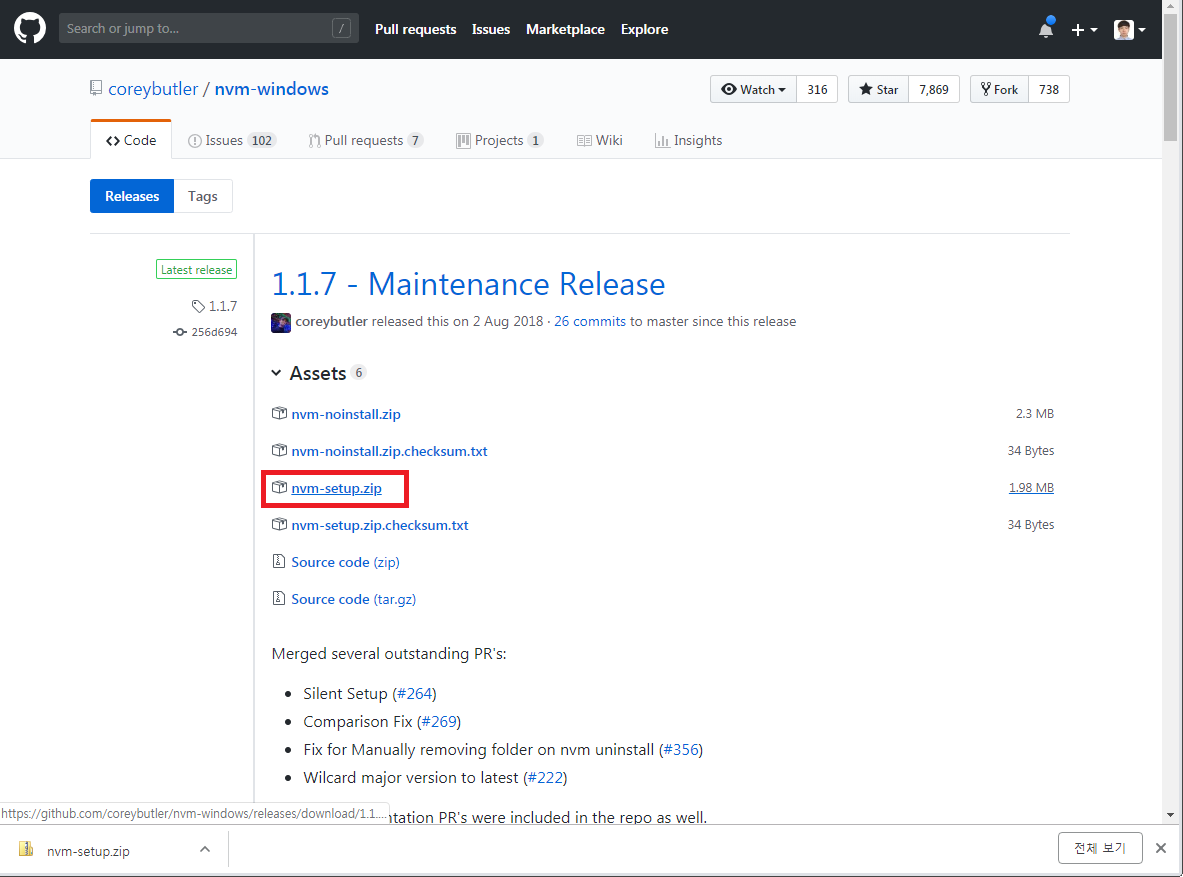 Search or jump to... /
Pull requests Issues Marketplace Explore
coreybutler / nvm-windows
Watch 316 Star 7,869 Fork 738
Code Issues 102 Pull requests 7 Projects 1 Wiki Insights
Releases Tags
Latest release
1.1.7
256d694
1.1.7 - Maintenance Release
coreybutler released this on 2 Aug 2018 · 26 commits to master since this release
Assets 6
nvm-noinstall.zip 2.3 MB
nvm-noinstall.zip.checksum.txt 34 Bytes
nvm-setup.zip 1.98 MB
nvm-setup.zip.checksum.txt 34 Bytes
Source code (zip)
Source code (tar.gz)
Merged several outstanding PR's:
Silent Setup (#264)
Comparison Fix (#269)
Fix for Manually removing folder on nvm uninstall (#356)
Wilcard major version to latest (#222)
https://github.com/coreybutler/nvm-windows/releases/download/1.1.... ntation PR's were included in the repo as well.
nvm-setup.zip 전체 보기